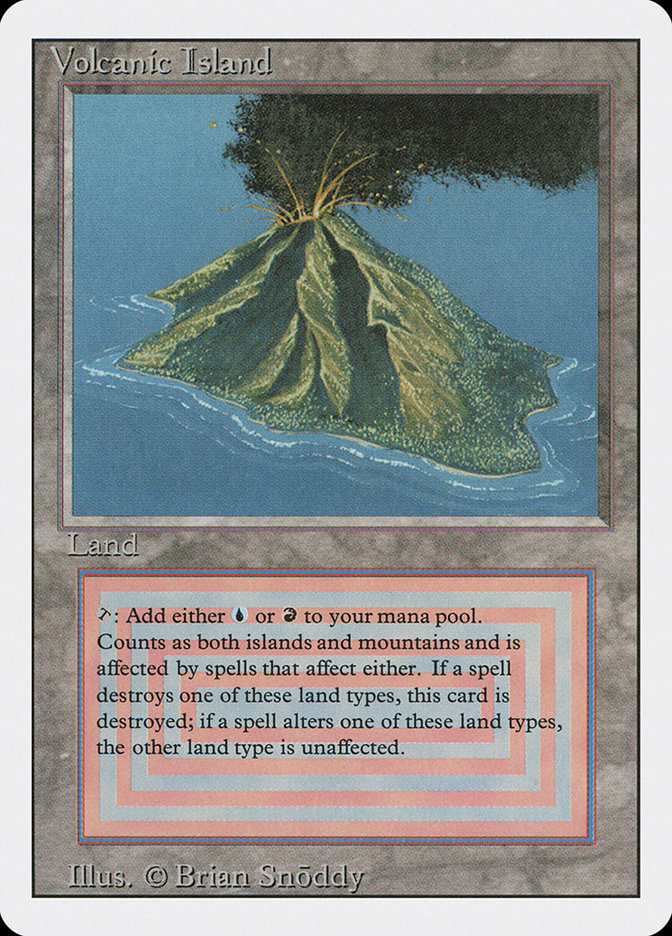 Volcanic Island
Land
: Add either or to your mana pool.
Counts as both islands and mountains and is
affected by spells that affect either. If a spell
destroys one of these land types, this card is
destroyed; if a spell alters one of these land types,
the other land type is unaffected.
Illus. © Brian Snōddy